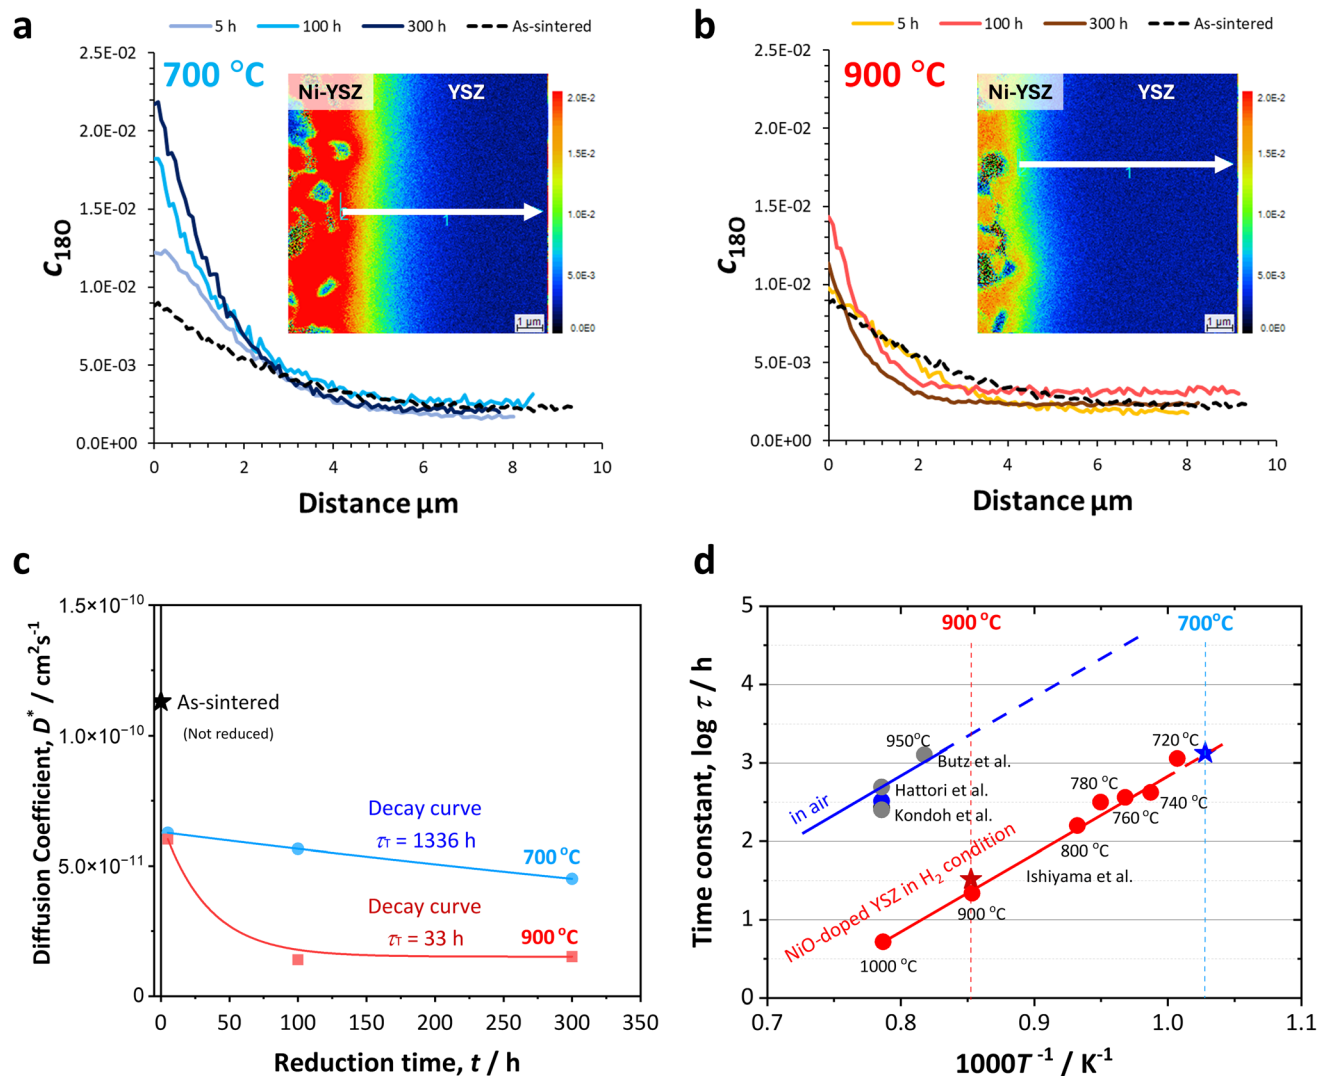 a
5 h
100 h
300 h
As-sintered
2.5E-02
2.0E-02
1.5E-02
1.0E-02
5.0E-03
0.0E+00
c18O
700 °C
Ni-YSZ
YSZ
1
1 µm
2.0E-2
1.5E-2
1.0E-2
5.0E-3
0.0E0
0
2
4
6
8
10
Distance µm
b
5 h
100 h
300 h
As-sintered
2.5E-02
2.0E-02
1.5E-02
1.0E-02
5.0E-03
0.0E+00
c18O
900 °C
Ni-YSZ
YSZ
1
1 µm
2.0E-2
1.5E-2
1.0E-2
5.0E-3
0.0E0
0
2
4
6
8
10
Distance µm
c
Diffusion Coefficient, D* / cm²s⁻¹
1.5×10⁻¹⁰
1.0×10⁻¹⁰
5.0×10⁻¹¹
0
As-sintered
(Not reduced)
Decay curve
τT = 1336 h
700 °C
Decay curve
τT = 33 h
900 °C
0
50
100
150
200
250
300
350
Reduction time, t / h
d
Time constant, log τ / h
5
4
3
2
1
0
900 °C
700 °C
950°C
Butz et al.
Hattori et al.
Kondoh et al.
in air
720 °C
780 °C
740 °C
760 °C
800 °C
Ishiyama et al.
NiO-doped YSZ in H₂ condition
900 °C
1000 °C
0.7
0.8
0.9
1.0
1.1
1000T⁻¹ / K⁻¹